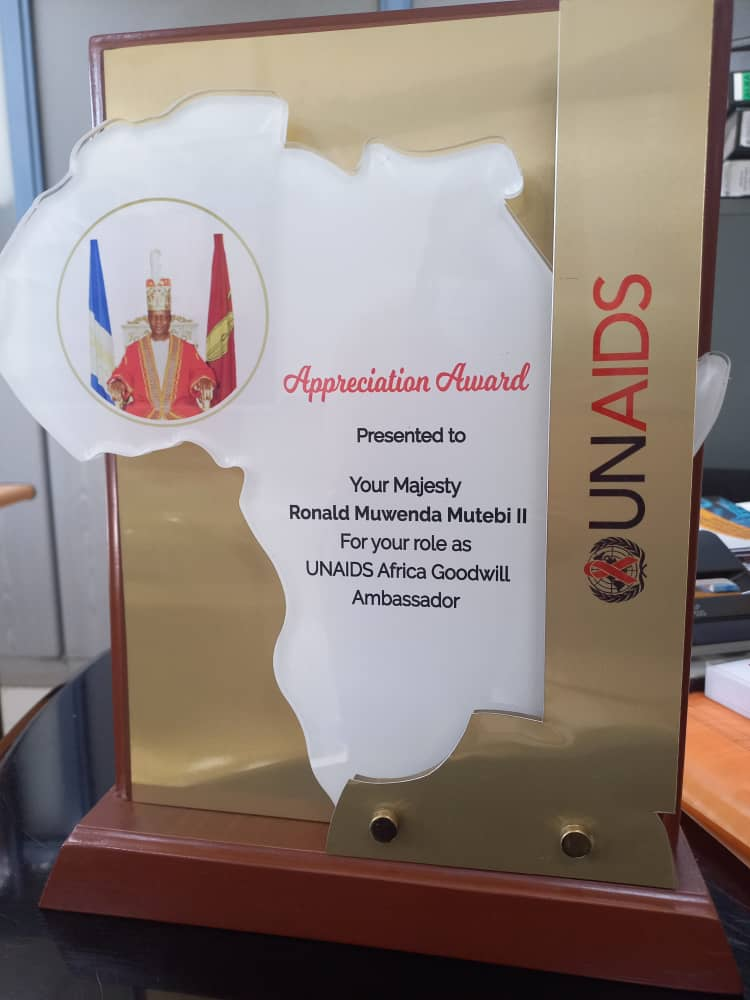 Appreciation Award
Presented to
Your Majesty
Ronald Muwenda Mutebi II
For your role as
UNAIDS Africa Goodwill
Ambassador
UNAIDS